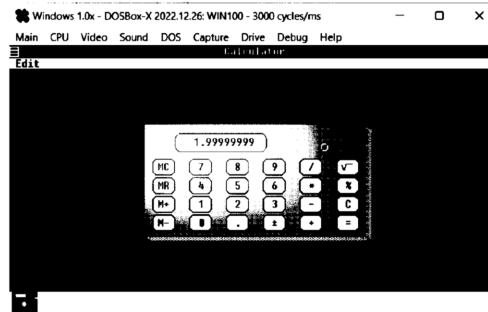 Windows 1.0x - DOSBox-X 2022.12.26: WIN100 - 3000 cycles/ms
Main CPU Video Sound DOS Capture Drive Debug Help
Calculator
Edit
1.99999999
MC 7 8 9 / √
MR 4 5 6 * %
M+ 1 2 3 - C
M− 0 . ± + =